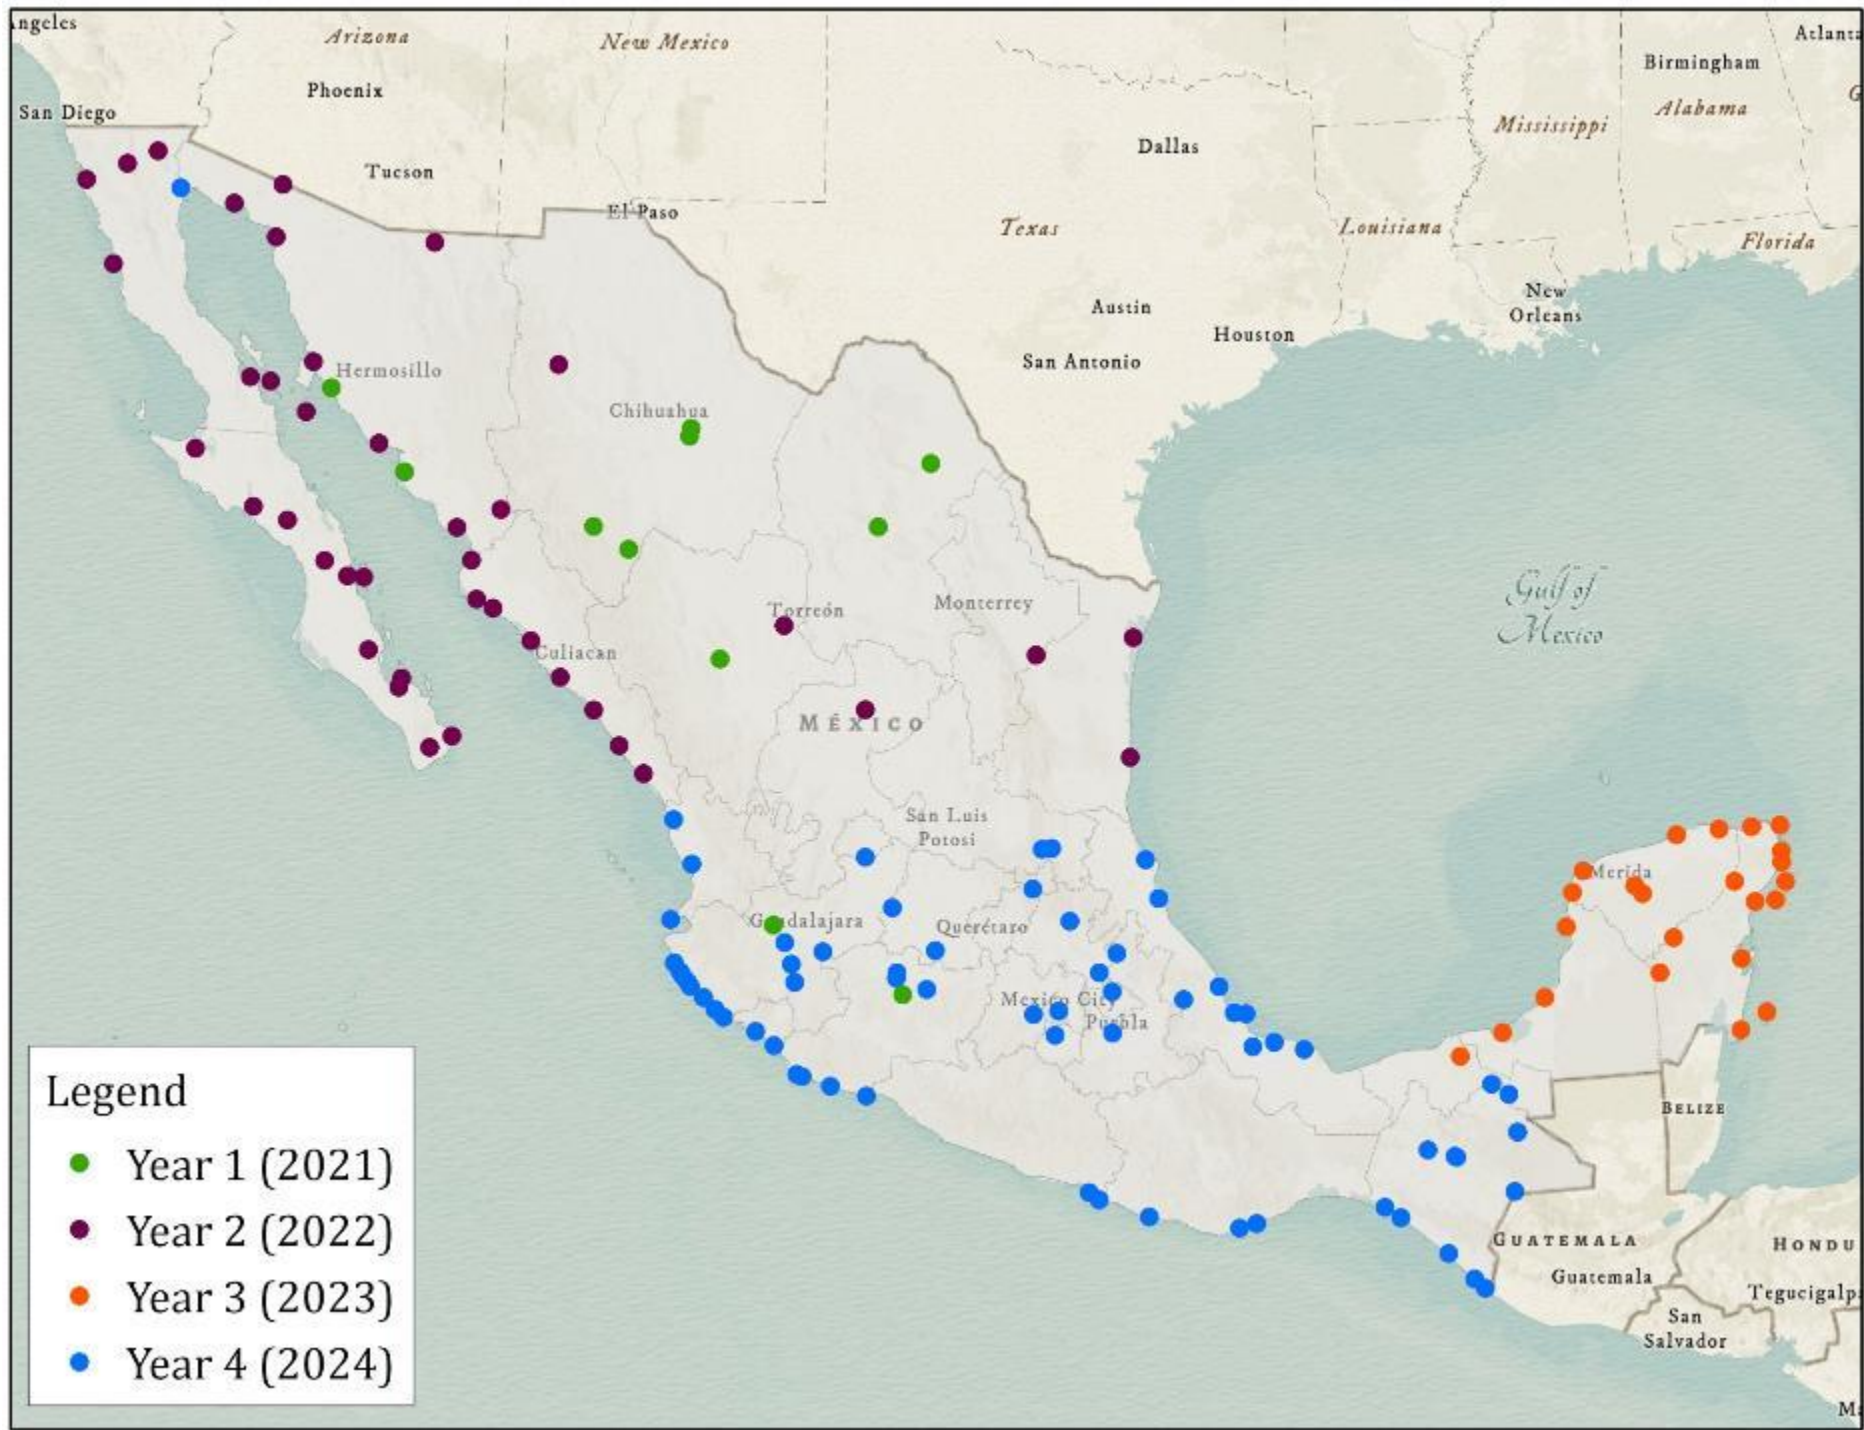 ngeles
Arizona
New Mexico
Atlanta
Birmingham
Phoenix
Alabama
San Diego
Mississippi
Dallas
Tucson
El Paso
Texas
Louisiana
Florida
New
Orleans
Austin
Houston
San Antonio
Hermosillo
Chihuahua
Gulf of
Mexico
Torreón
Monterrey
Culiacan
MÉXICO
San Luis
Potosi
Merida
Guadalajara
Querétaro
Mexico City
Puebla
BELIZE
GUATEMALA
HONDU
Guatemala
Tegucigalp
San
Salvador
Legend
Year 1 (2021)
Year 2 (2022)
Year 3 (2023)
Year 4 (2024)